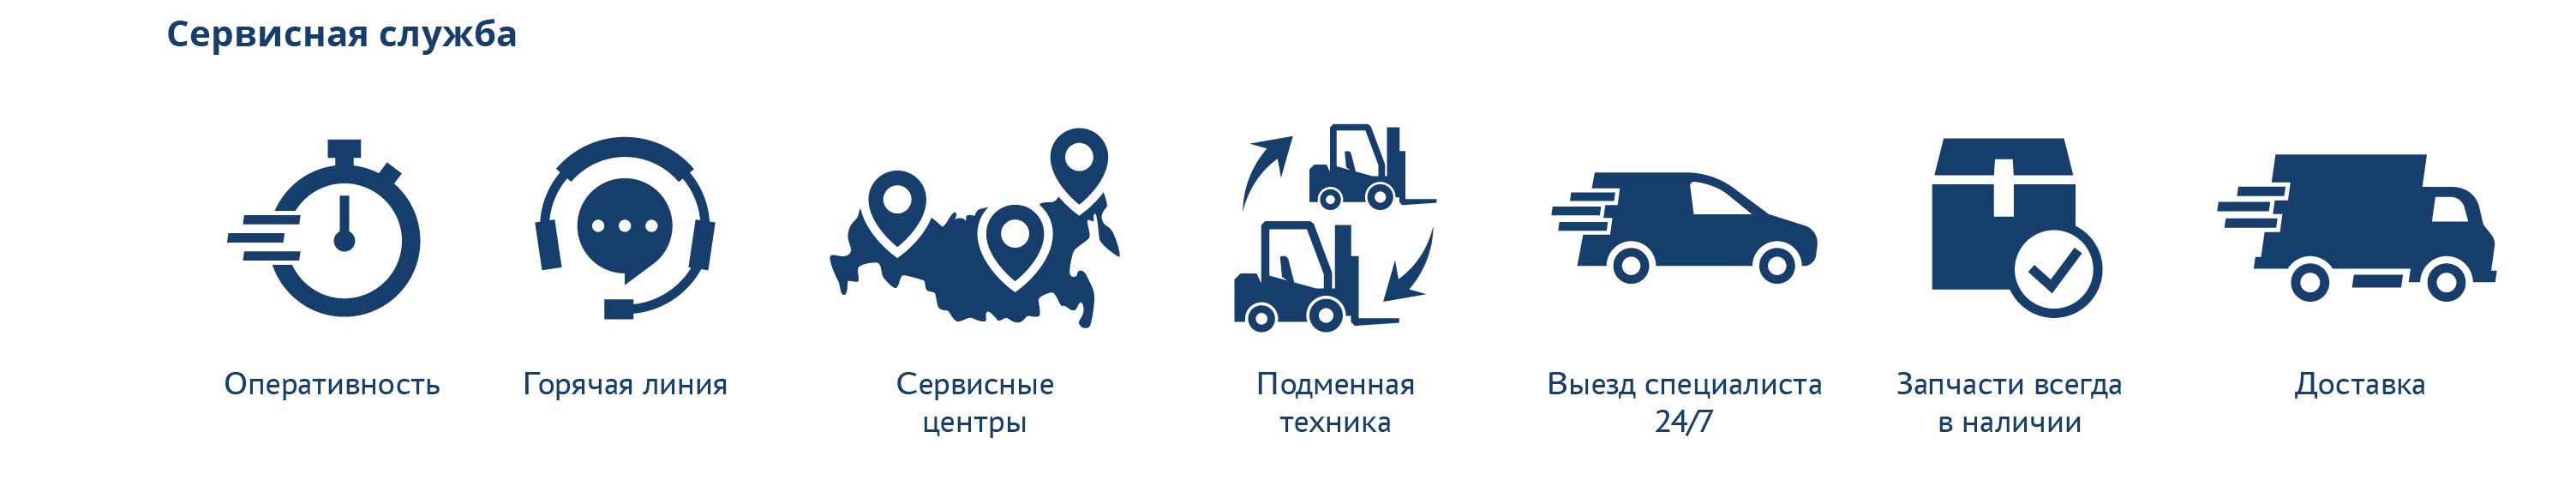 Сервисная служба
Оперативность
Горячая линия
Сервисные
центры
Подменная
техника
Выезд специалиста
24/7
Запчасти всегда
в наличии
Доставка